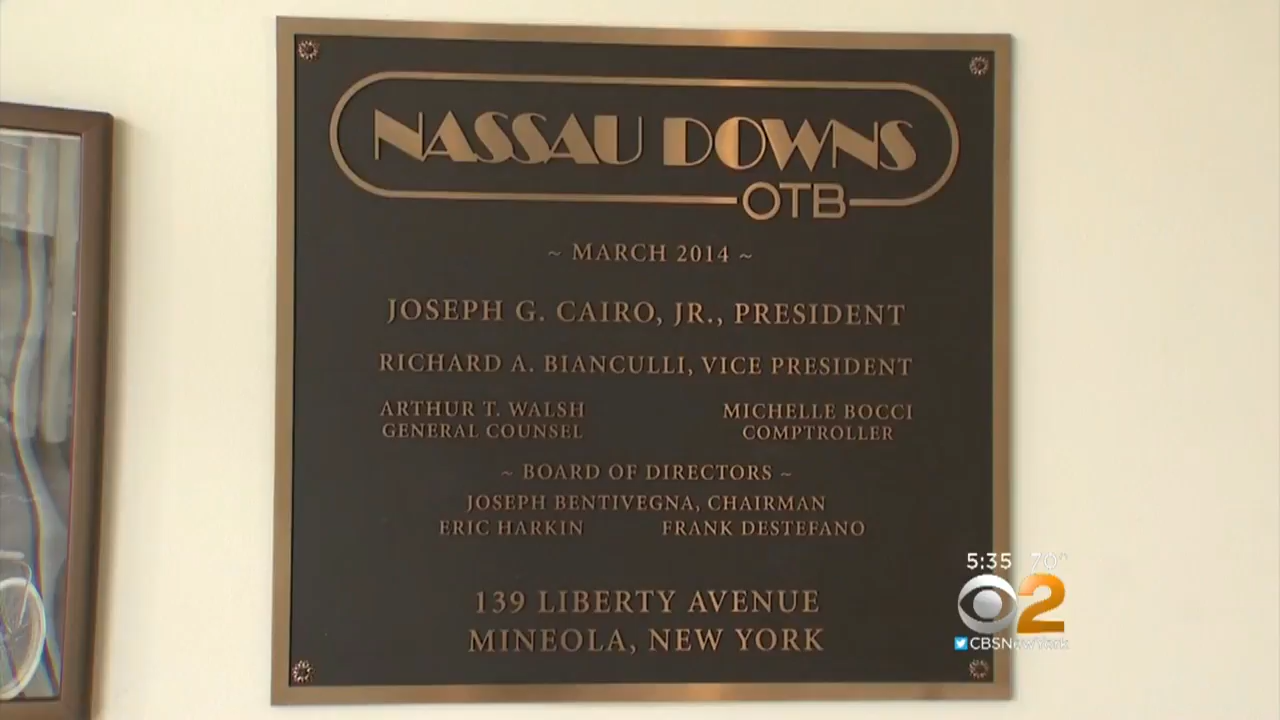 NASSAU DOWNS
OTB
~ MARCH 2014 ~
JOSEPH G. CAIRO, JR., PRESIDENT
RICHARD A. BIANCULLI, VICE PRESIDENT
ARTHUR T. WALSH
GENERAL COUNSEL
MICHELLE BOCCI
COMPTROLLER
~ BOARD OF DIRECTORS ~
JOSEPH BENTIVEGNA, CHAIRMAN
ERIC HARKIN FRANK DESTEFANO
139 LIBERTY AVENUE
MINEOLA, NEW YORK
5:35 70°
2
CBSNewYork